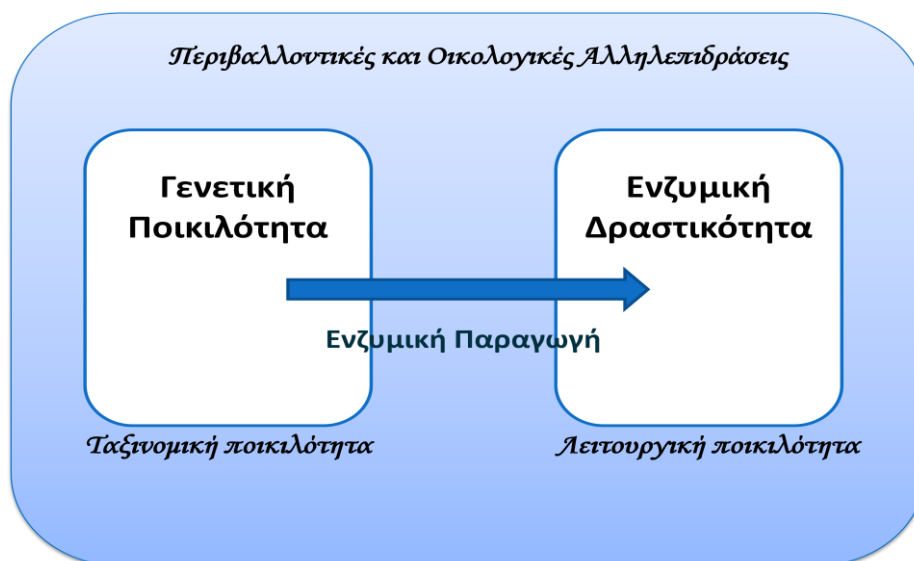 Περιβαλλοντικές και Οικολογικές Αλληλεπιδράσεις
Γενετική
Ποικιλότητα
Ενζυμική
Δραστικότητα
Ενζυμική Παραγωγή
Ταξινομική ποικιλότητα
Λειτουργική ποικιλότητα